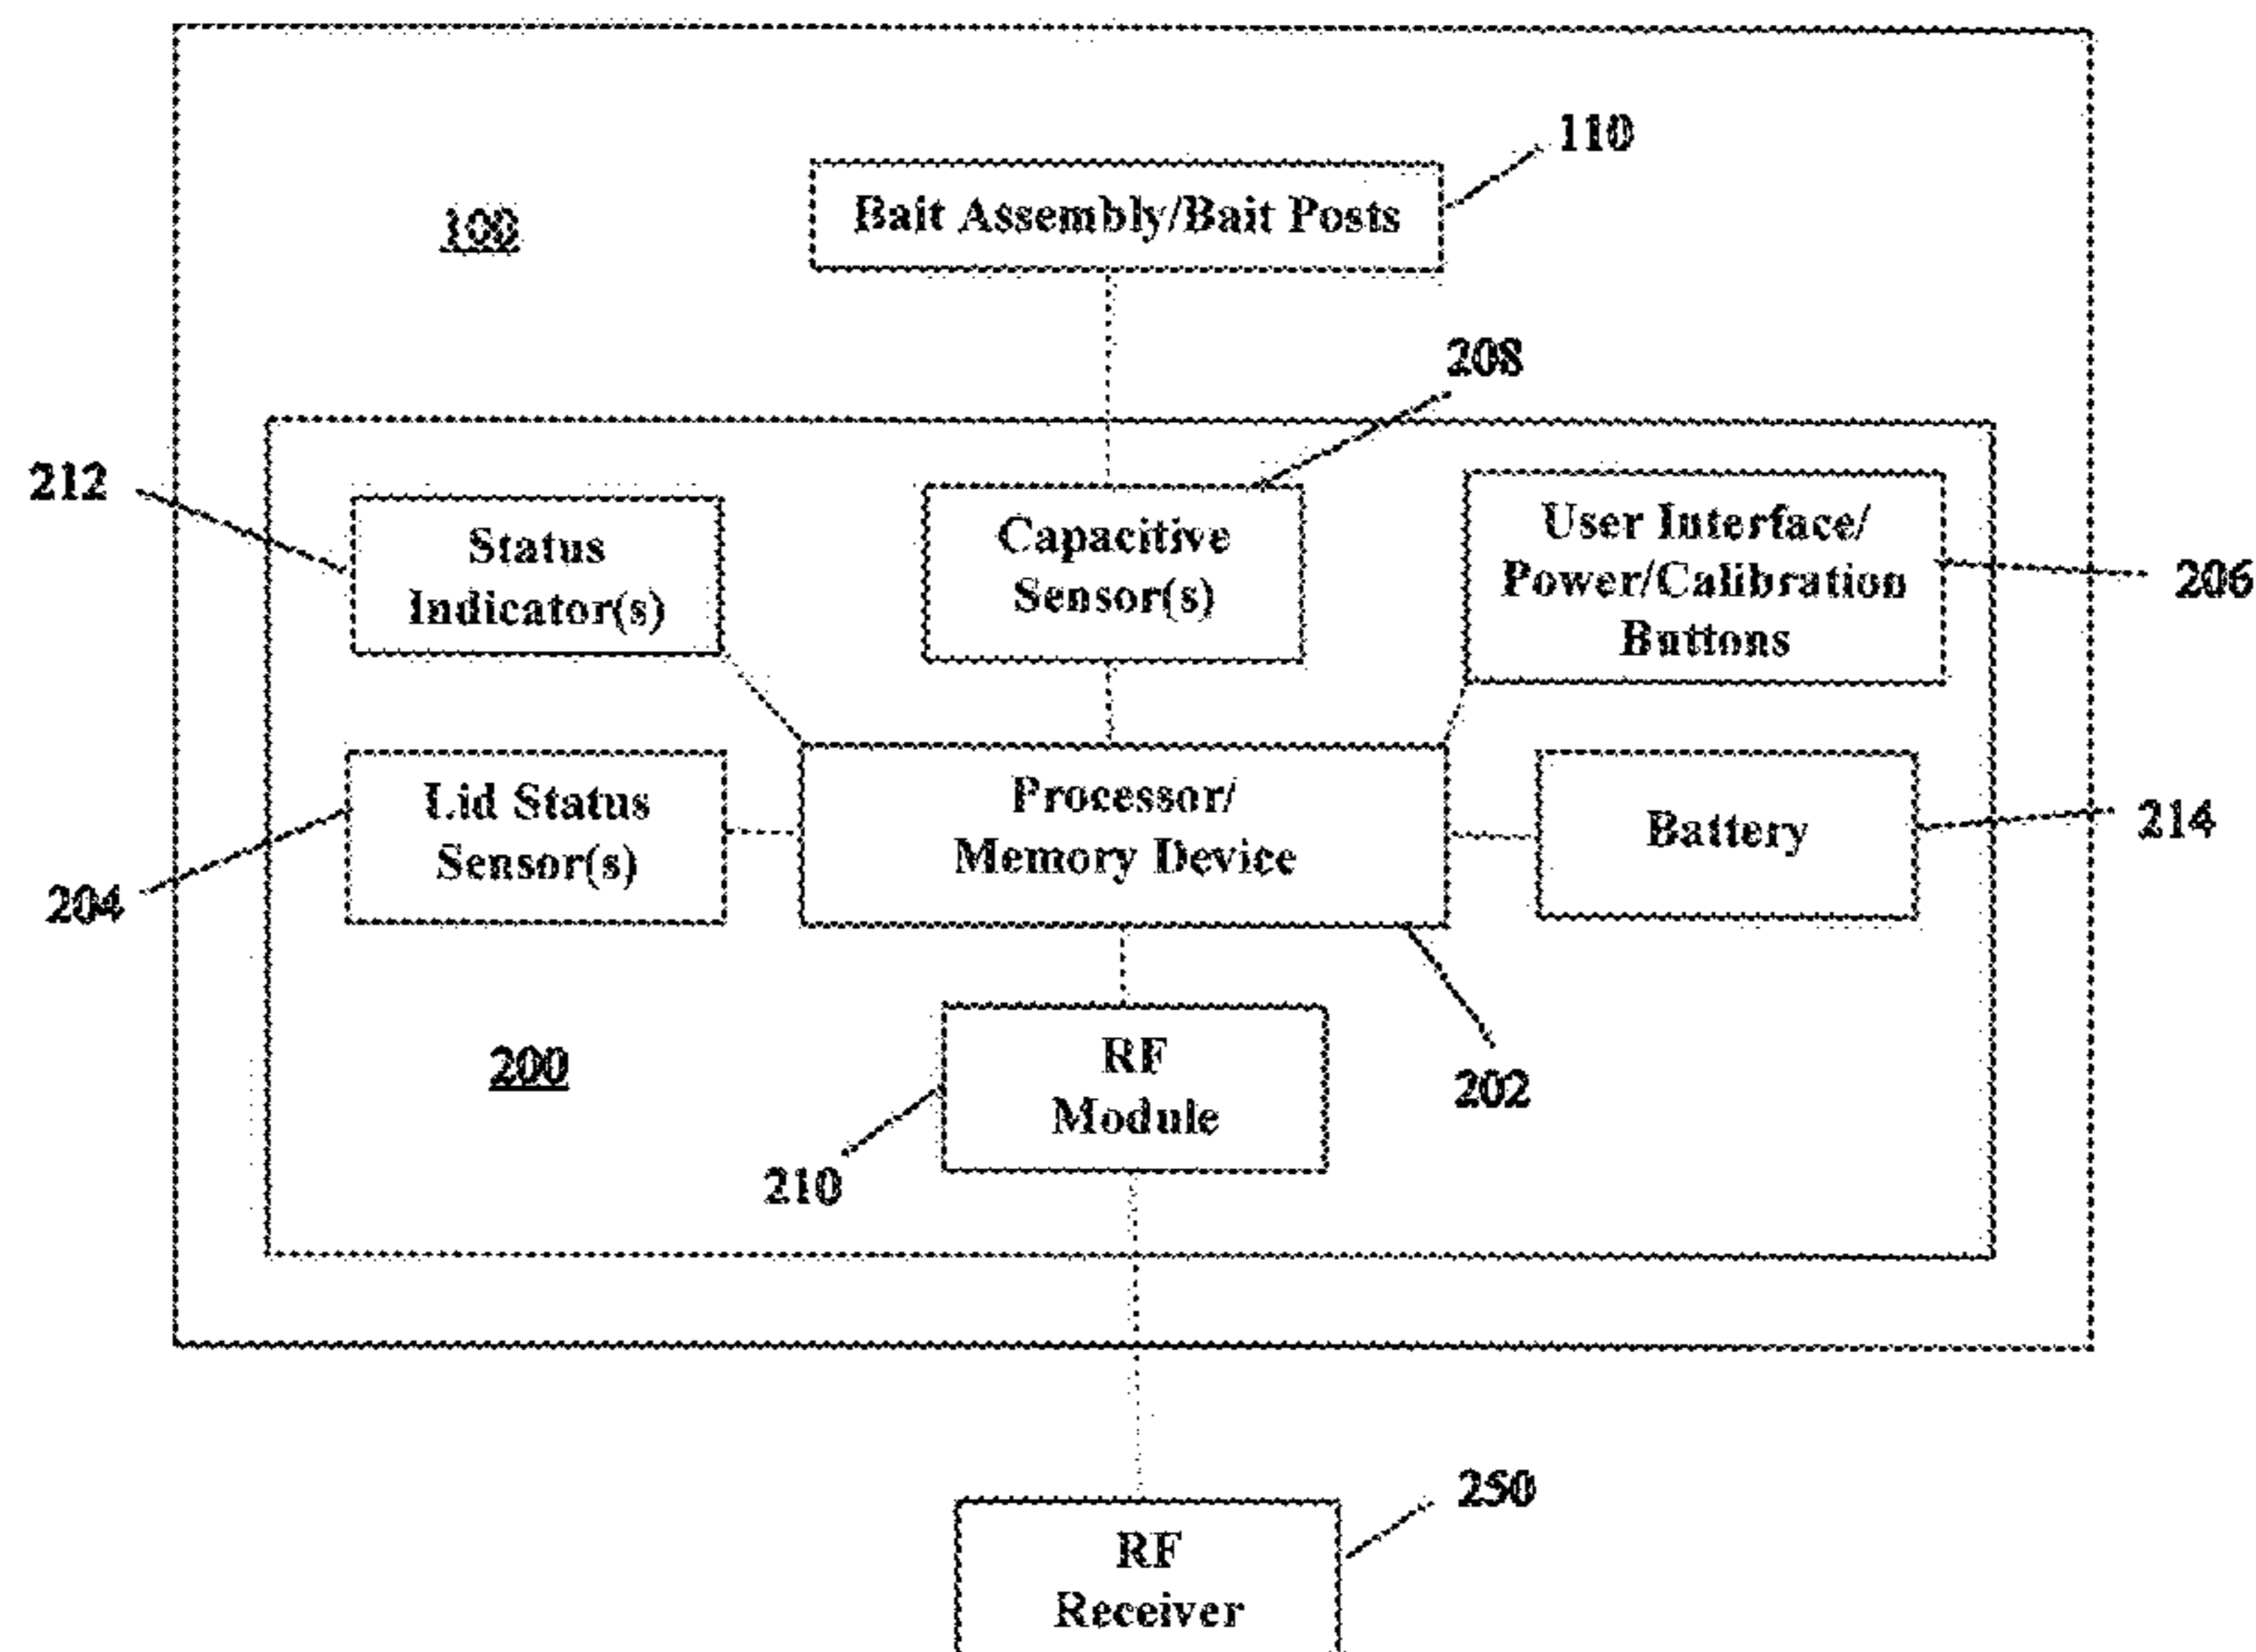 110
Bait Assembly/Bait Posts
100
208
212
Status
Indicator(s)
Capacitive
Sensor(s)
User Interface/
Power/Calibration
Buttons
206
Lid Status
Sensor(s)
204
Processor/
Memory Device
Battery
214
200
RF
Module
202
210
250
RF
Receiver